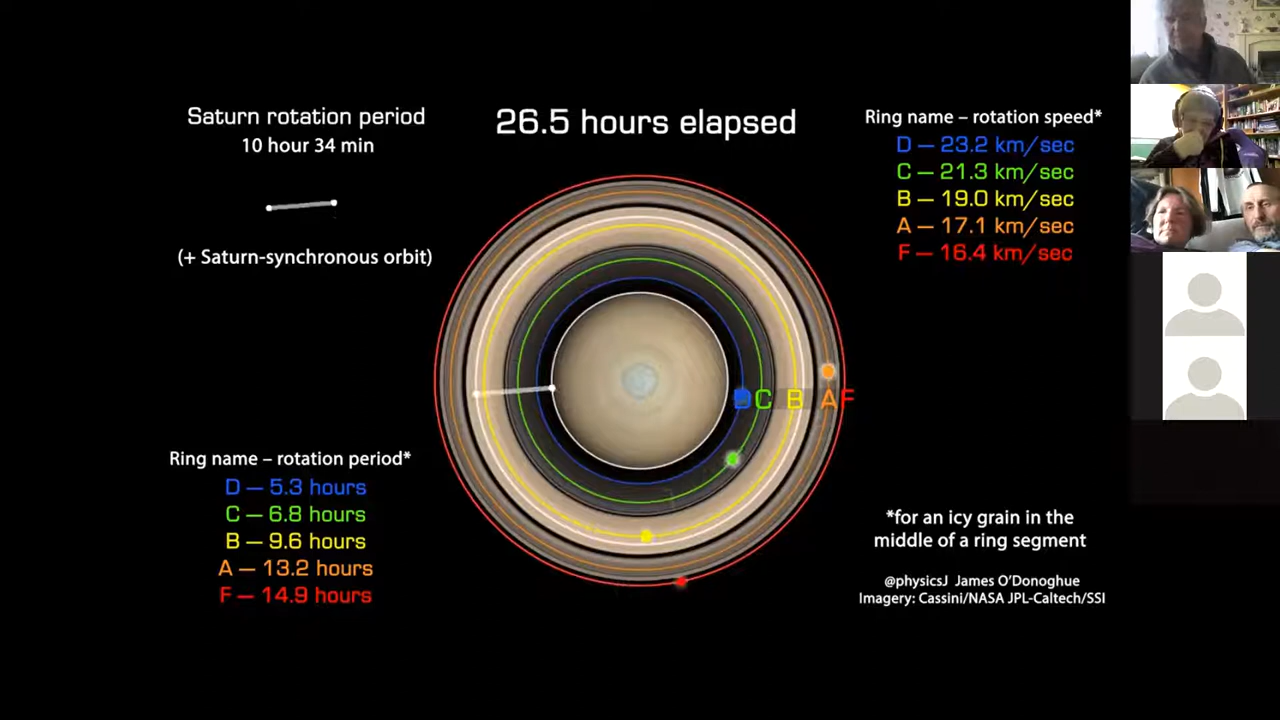 Saturn rotation period
10 hour 34 min
(+ Saturn-synchronous orbit)
26.5 hours elapsed
Ring name – rotation speed*
D — 23.2 km/sec
C — 21.3 km/sec
B — 19.0 km/sec
A — 17.1 km/sec
F — 16.4 km/sec
D C B A F
Ring name – rotation period*
D — 5.3 hours
C — 6.8 hours
B — 9.6 hours
A — 13.2 hours
F — 14.9 hours
*for an icy grain in the
middle of a ring segment
@physicsJ James O'Donoghue
Imagery: Cassini/NASA JPL-Caltech/SSI